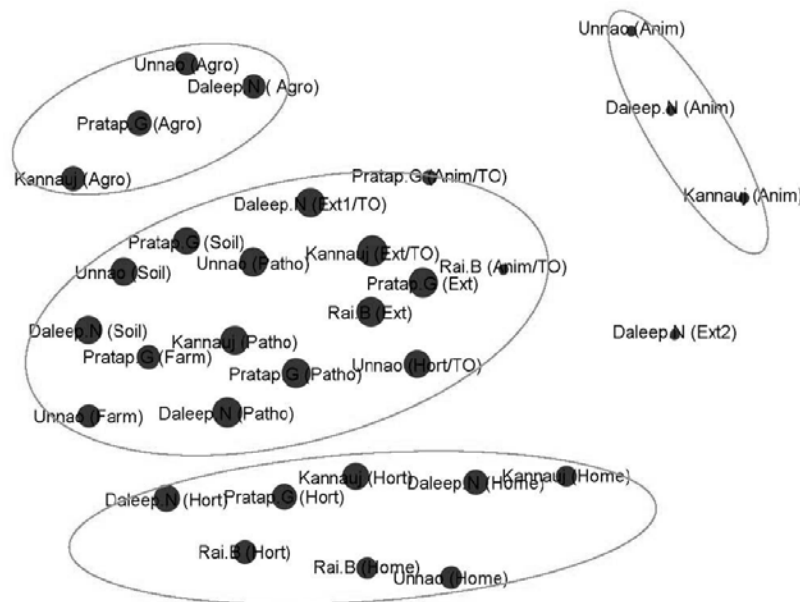 Unnao (Anim)
Unnao (Agro)
Daleep.N ( Agro)
Daleep.N (Anim)
Pratap.G (Agro)
Pratap.G (Anim/TO)
Kannauj (Agro)
Kannauj (Anim)
Daleep.N (Ext1/TO)
Pratap.G (Soil)
Kannauj (Ext/TO)
Unnao (Patho)
Rai.B (Anim/TO)
Unnao (Soil)
Pratap.G (Ext)
Rai.B (Ext)
Daleep.N (Soil)
Daleep.N (Ext2)
Kannauj (Patho)
Pratap.G (Farm)
Unnao (Hort/TO)
Pratap.G (Patho)
Unnao (Farm)
Daleep.N (Patho)
Kannauj (Hort)
Kannauj (Home)
Daleep.N (Home)
Daleep.N (Hort)
Pratap.G (Hort)
Rai.B (Hort)
Rai.B (Home)
Unnao (Home)